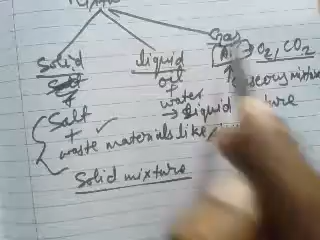 Gas
Solid liquid Air → O2, CO2
oil
+ + gaseous mixture
Salt water
+ → liquid
waste materials like
Solid mixture